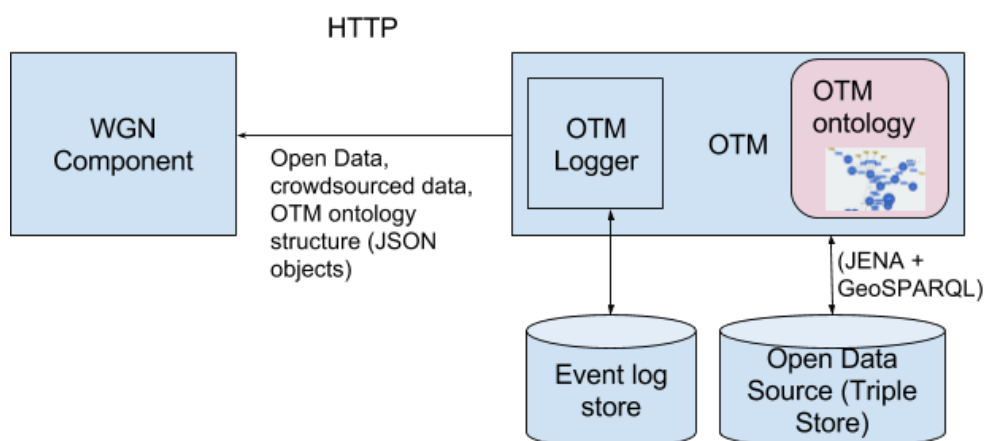 HTTP
WGN
Component
Open Data,
crowdsourced data,
OTM ontology
structure (JSON
objects)
OTM
Logger
OTM
OTM
ontology
(JENA +
GeoSPARQL)
Event log
store
Open Data
Source (Triple
Store)